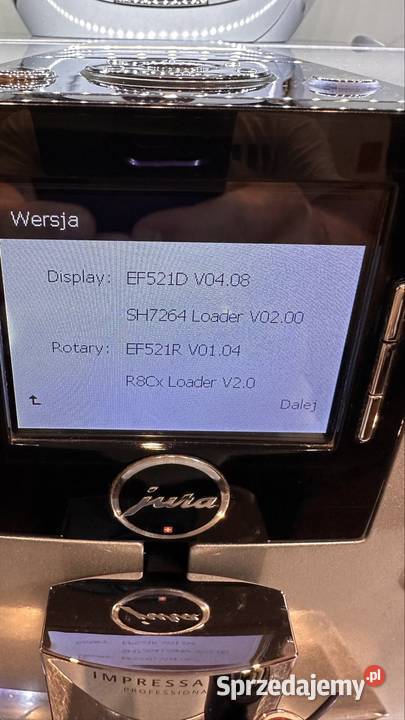 Wersja
Display: EF521D V04.08
SH7264 Loader V02.00
Rotary: EF521R V01.04
R8Cx Loader V2.0
Dalej
jura
jura
IMPRESSA
PROFESSIONAL
Sprzedajemy.pl